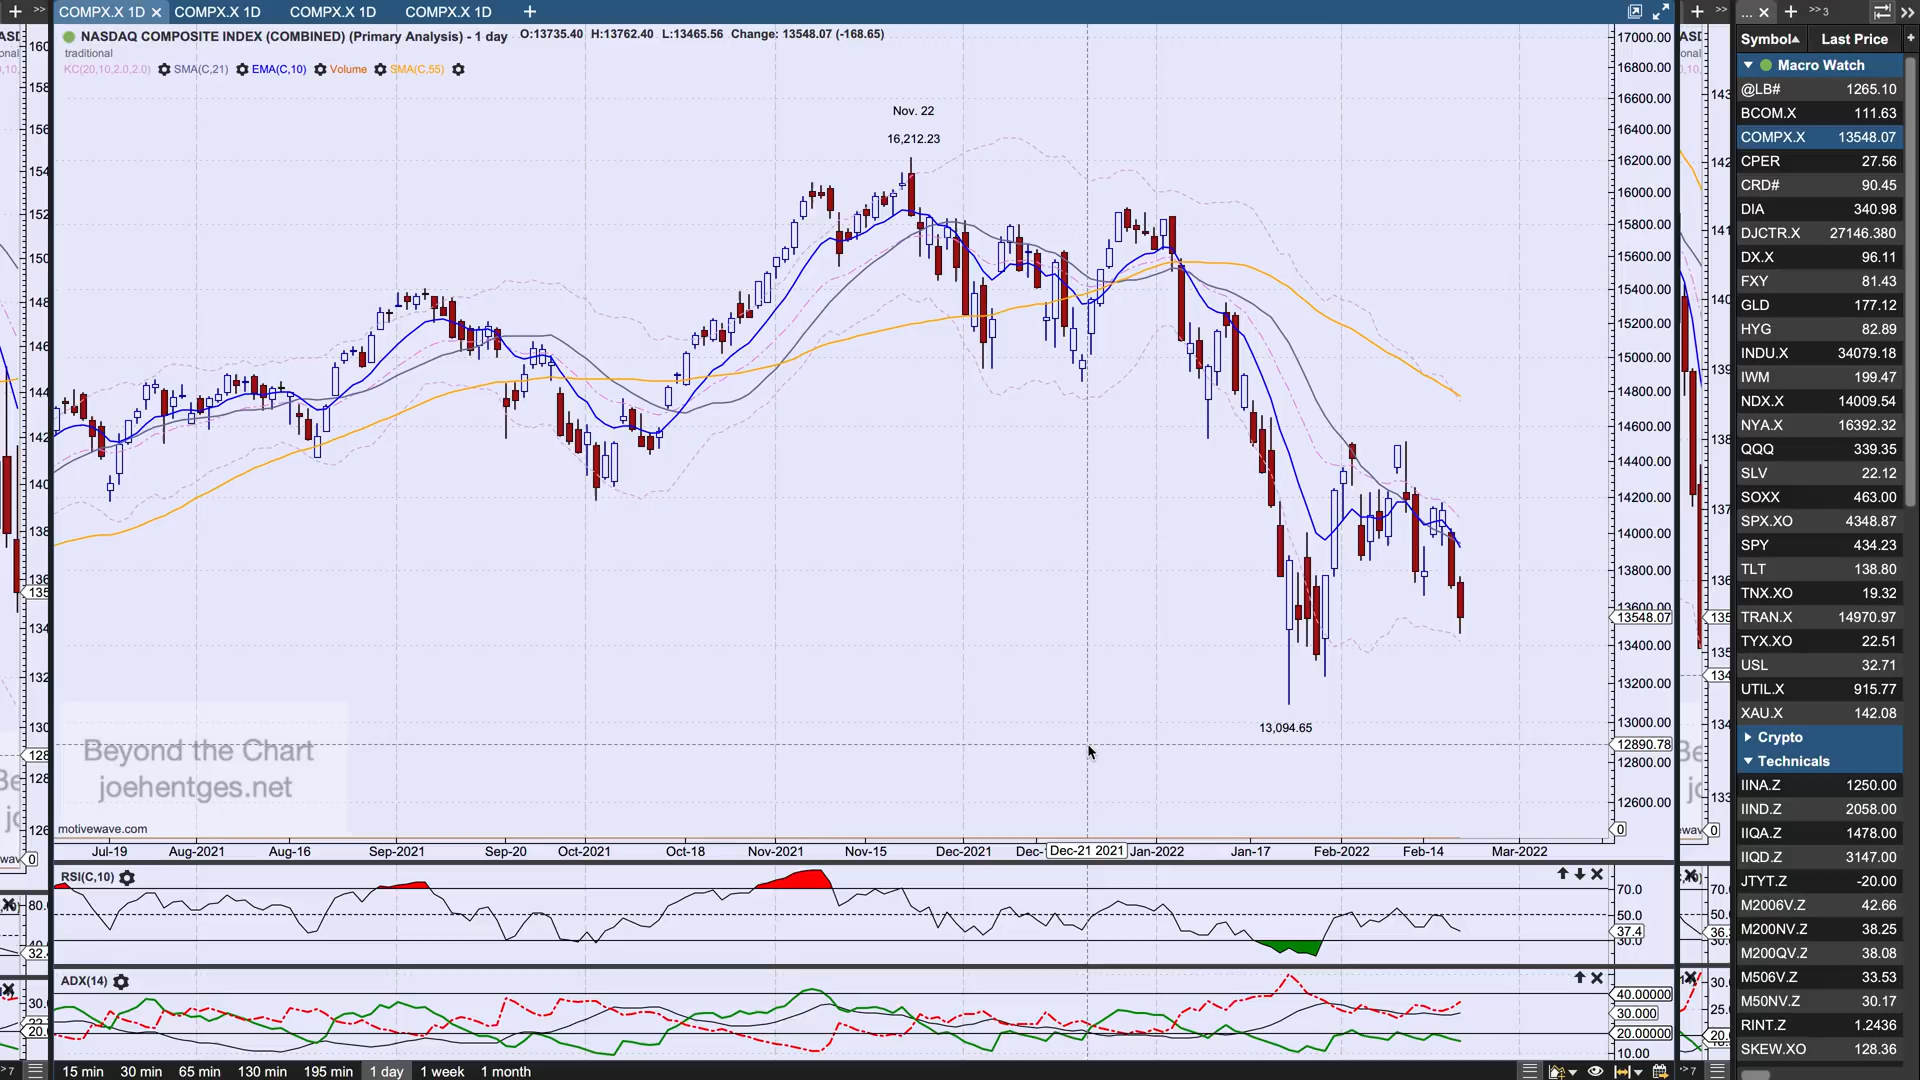 COMPX.X 1D
COMPX.X 1D
COMPX.X 1D
COMPX.X 1D
NASDAQ COMPOSITE INDEX (COMBINED) (Primary Analysis) - 1 day O:13735.40 H:13762.40 L:13465.56 Change: 13548.07 (-168.65)
traditional
KC(20,10,2.0,2.0) SMA(C,21) EMA(C,10) Volume SMA(C,55)
Nov. 22
16,212.23
13,094.65
17000.00
16800.00
16600.00
16400.00
16200.00
16000.00
15800.00
15600.00
15400.00
15200.00
15000.00
14800.00
14600.00
14400.00
14200.00
14000.00
13800.00
13600.00
13548.07
13400.00
13200.00
13000.00
12890.78
12800.00
12600.00
0
Beyond the Chart
joehentges.net
motivewave.com
Jul-19 Aug-2021 Aug-16 Sep-2021 Sep-20 Oct-2021 Oct-18 Nov-2021 Nov-15 Dec-2021 Dec- Dec-21 2021 Jan-2022 Jan-17 Feb-2022 Feb-14 Mar-2022
RSI(C,10)
70.0
50.0
37.4
30.0
ADX(14)
40.00000
30.000
20.00000
10.00
15 min 30 min 65 min 130 min 195 min 1 day 1 week 1 month
Symbol Last Price
Macro Watch
@LB# 1265.10
BCOM.X 111.63
COMPX.X 13548.07
CPER 27.56
CRD# 90.45
DIA 340.98
DJCTR.X 27146.380
DX.X 96.11
FXY 81.43
GLD 177.12
HYG 82.89
INDU.X 34079.18
IWM 199.47
NDX.X 14009.54
NYA.X 16392.32
QQQ 339.35
SLV 22.12
SOXX 463.00
SPX.XO 4348.87
SPY 434.23
TLT 138.80
TNX.XO 19.32
TRAN.X 14970.97
TYX.XO 22.51
USL 32.71
UTIL.X 915.77
XAU.X 142.08
Crypto
Technicals
IINA.Z 1250.00
IIND.Z 2058.00
IIQA.Z 1478.00
IIQD.Z 3147.00
JTYT.Z -20.00
M2006V.Z 42.66
M200NV.Z 38.25
M200QV.Z 38.08
M506V.Z 33.53
M50NV.Z 30.17
RINT.Z 1.2436
SKEW.XO 128.36